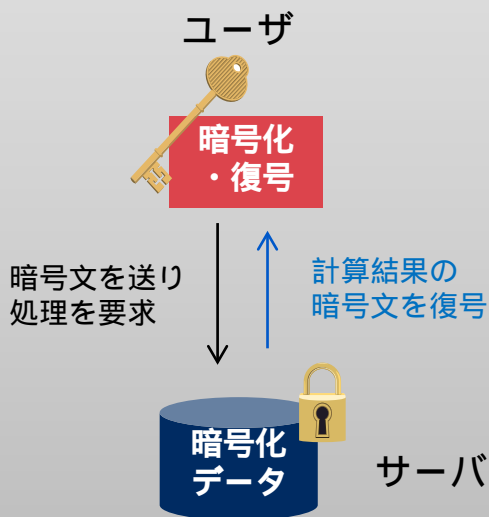 ユーザ
暗号化
・復号
暗号文を送り
処理を要求
計算結果の
暗号文を復号
暗号化
データ
サーバ